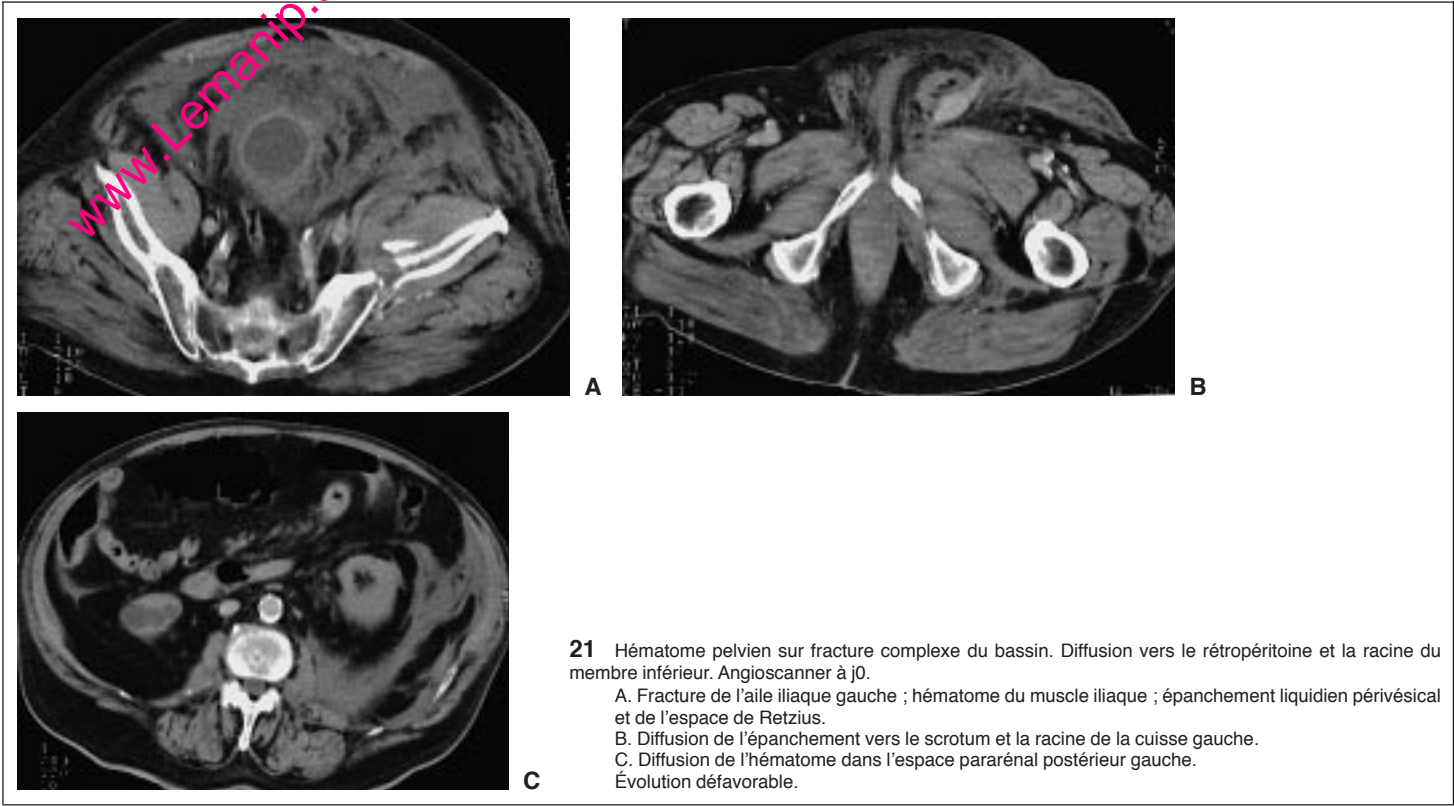 www.Lemanip.
A
B
C
21 Hématome pelvien sur fracture complexe du bassin. Diffusion vers le rétropéritoine et la racine du
membre inférieur. Angioscanner à j0.
A. Fracture de l'aile iliaque gauche ; hématome du muscle iliaque ; épanchement liquidien périvésical
et de l'espace de Retzius.
B. Diffusion de l'épanchement vers le scrotum et la racine de la cuisse gauche.
C. Diffusion de l'hématome dans l'espace pararénal postérieur gauche.
Évolution défavorable.